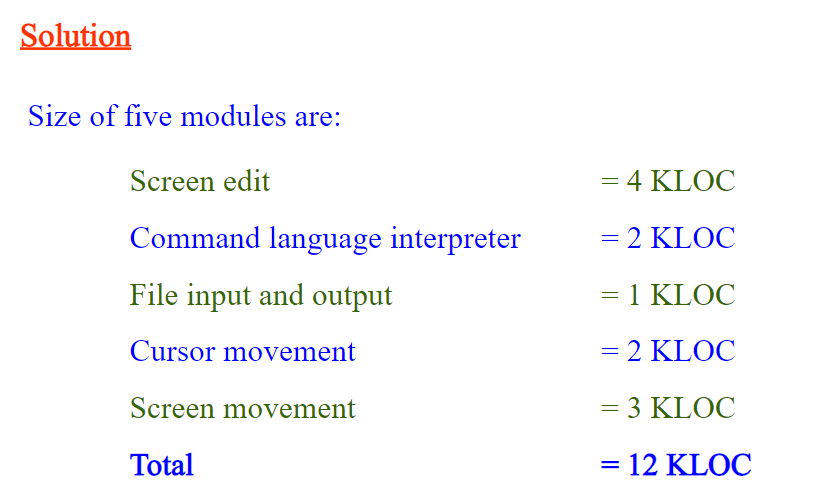 Solution
Size of five modules are:
Screen edit = 4 KLOC
Command language interpreter = 2 KLOC
File input and output = 1 KLOC
Cursor movement = 2 KLOC
Screen movement = 3 KLOC
Total = 12 KLOC